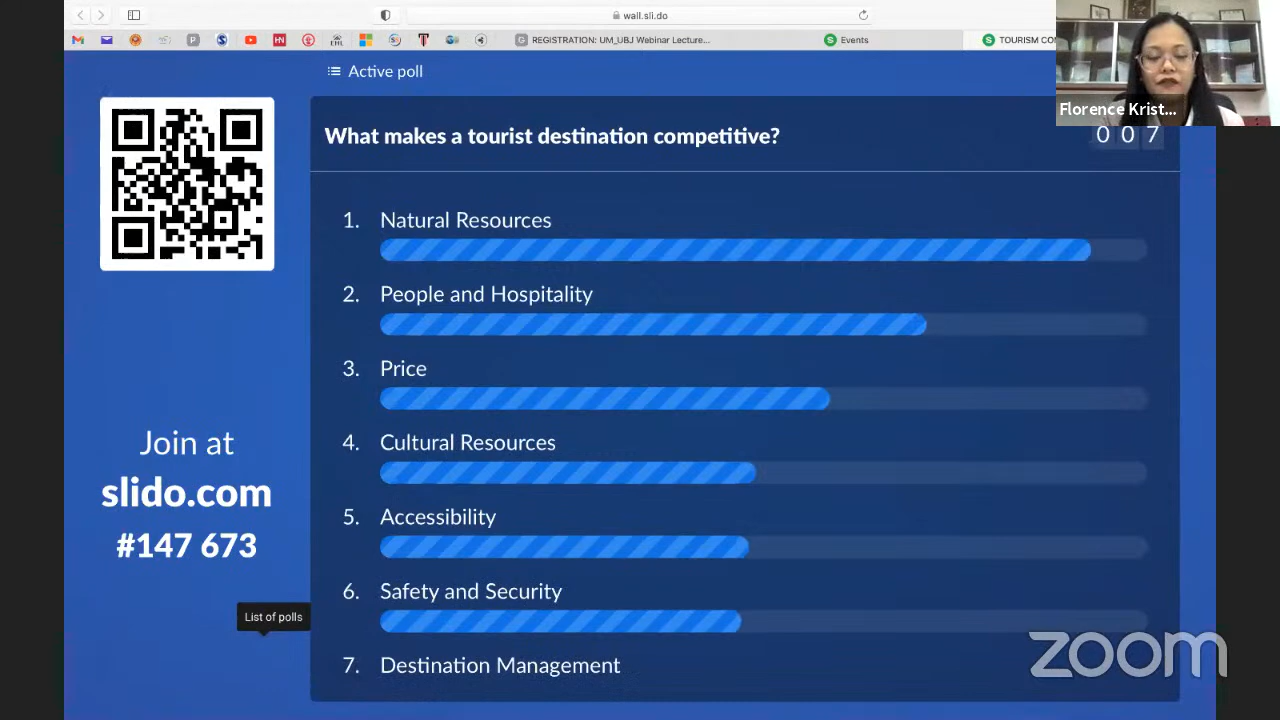 wall.sli.do
REGISTRATION: UM_UBJ Webinar Lecture...
Events
TOURISM CO
Florence Krist...
Active poll
What makes a tourist destination competitive?
0 0 7
1. Natural Resources
2. People and Hospitality
3. Price
4. Cultural Resources
5. Accessibility
6. Safety and Security
7. Destination Management
Join at
slido.com
#147 673
List of polls
zoom